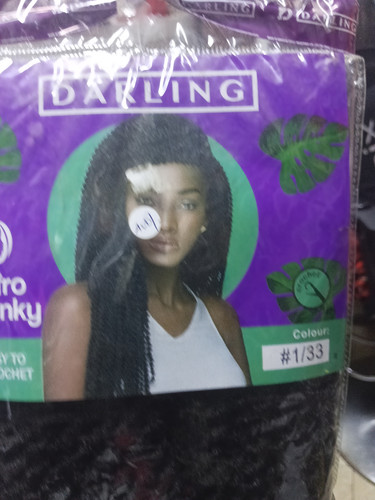 DARLING
DARLING
DARLING
tro
nky
Y TO
OCHET
Colour:
#1/33